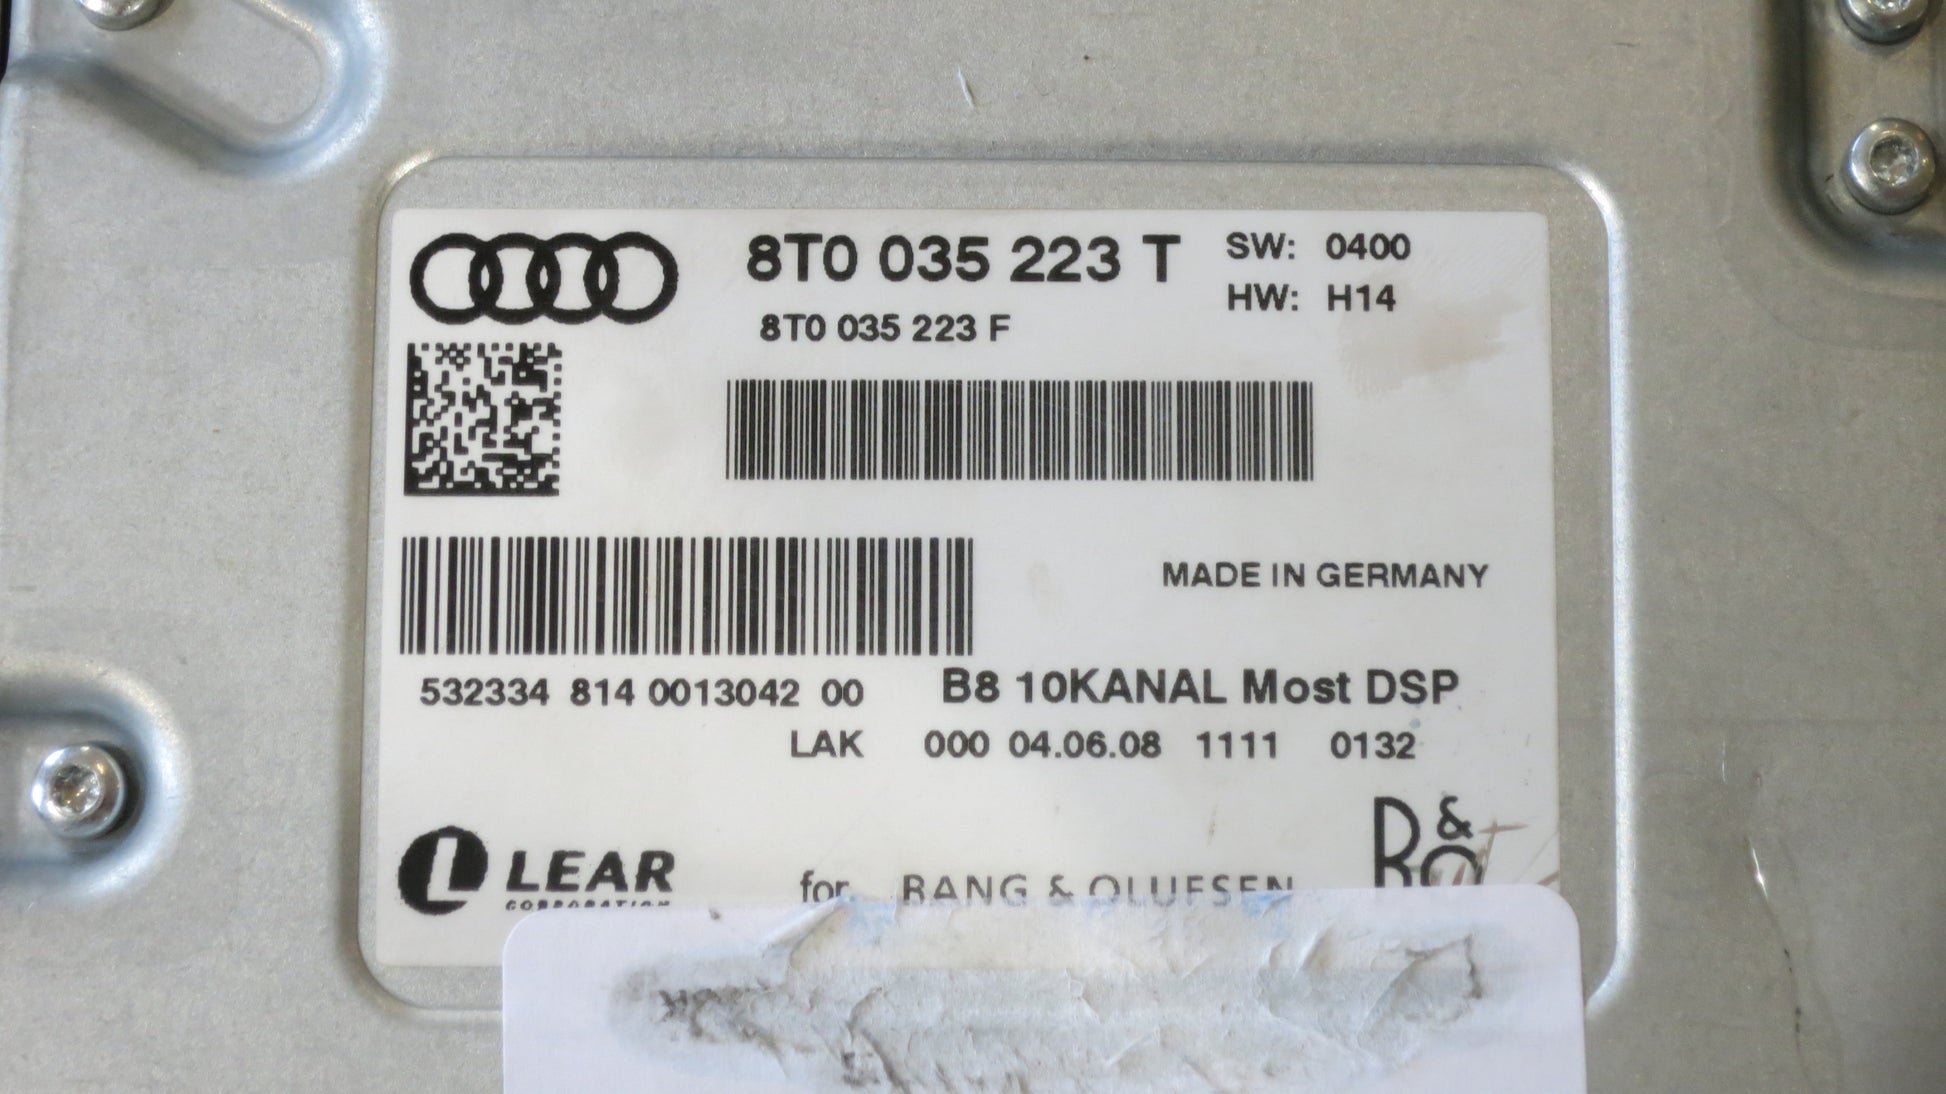 8T0 035 223 T SW: 0400
HW: H14
8T0 035 223 F
MADE IN GERMANY
532334 814 0013042 00 B8 10KANAL Most DSP
LAK 000 04.06.08 1111 0132
B&O
LEAR
CORPORATION
for BANG & OLUFSEN